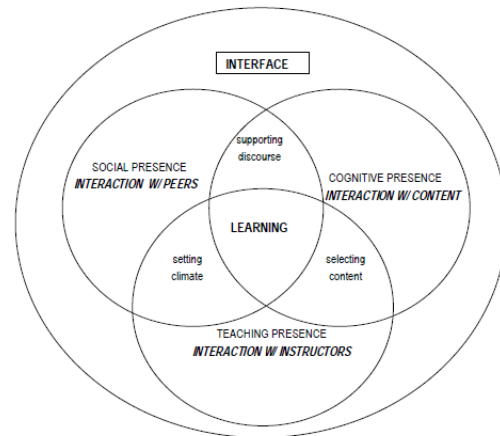 INTERFACE
supporting
discourse
SOCIAL PRESENCE
INTERACTION W/ PEERS
COGNITIVE PRESENCE
INTERACTION W/ CONTENT
LEARNING
setting
climate
selecting
content
TEACHING PRESENCE
INTERACTION W/ INSTRUCTORS